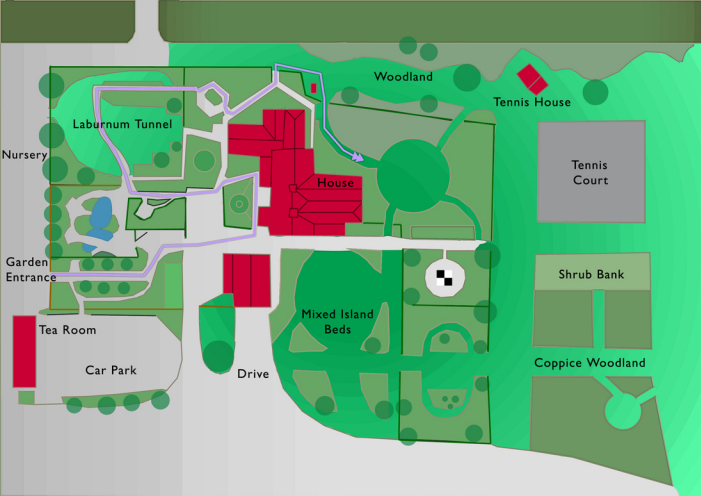 Woodland
Tennis House
Laburnum Tunnel
Nursery
Tennis
Court
House
Garden
Entrance
Shrub Bank
Mixed Island
Beds
Tea Room
Coppice Woodland
Car Park
Drive